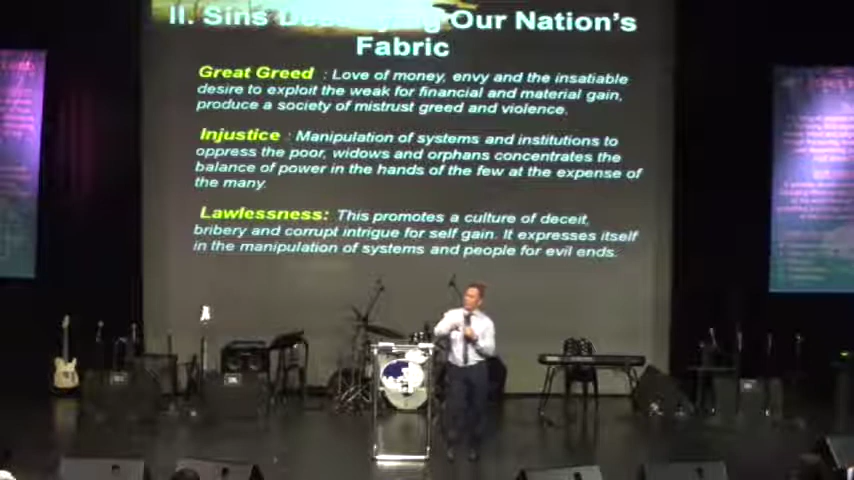 II. Sins Our Nation's
Fabric
Great Greed : Love of money, envy and the insatiable
desire to exploit the weak for financial and material gain,
produce a society of mistrust greed and violence.
Injustice : Manipulation of systems and institutions to
oppress the poor, widows and orphans concentrates the
balance of power in the hands of the few at the expense of
the many.
Lawlessness: This promotes a culture of deceit,
bribery and corrupt intrigue for self gain. It expresses itself
in the manipulation of systems and people for evil ends.